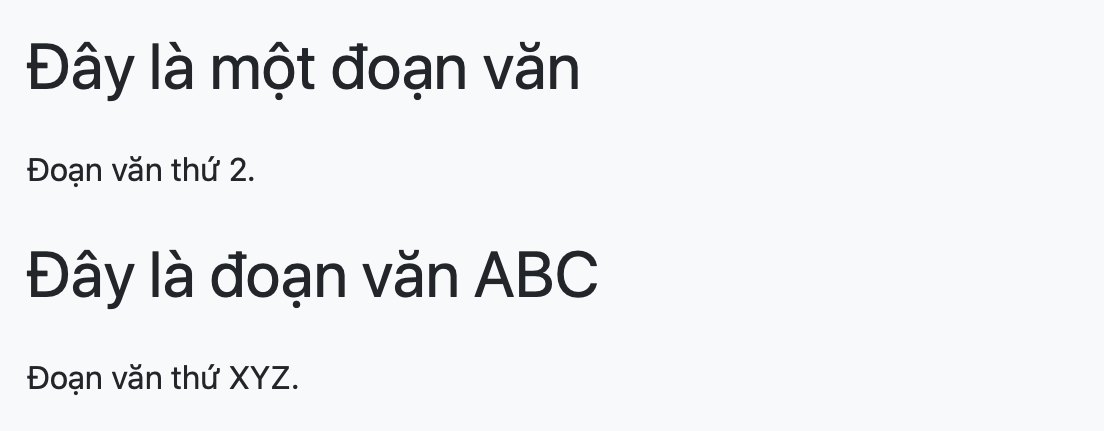 Đây là một đoạn văn
Đoạn văn thứ 2.
Đây là đoạn văn ABC
Đoạn văn thứ XYZ.